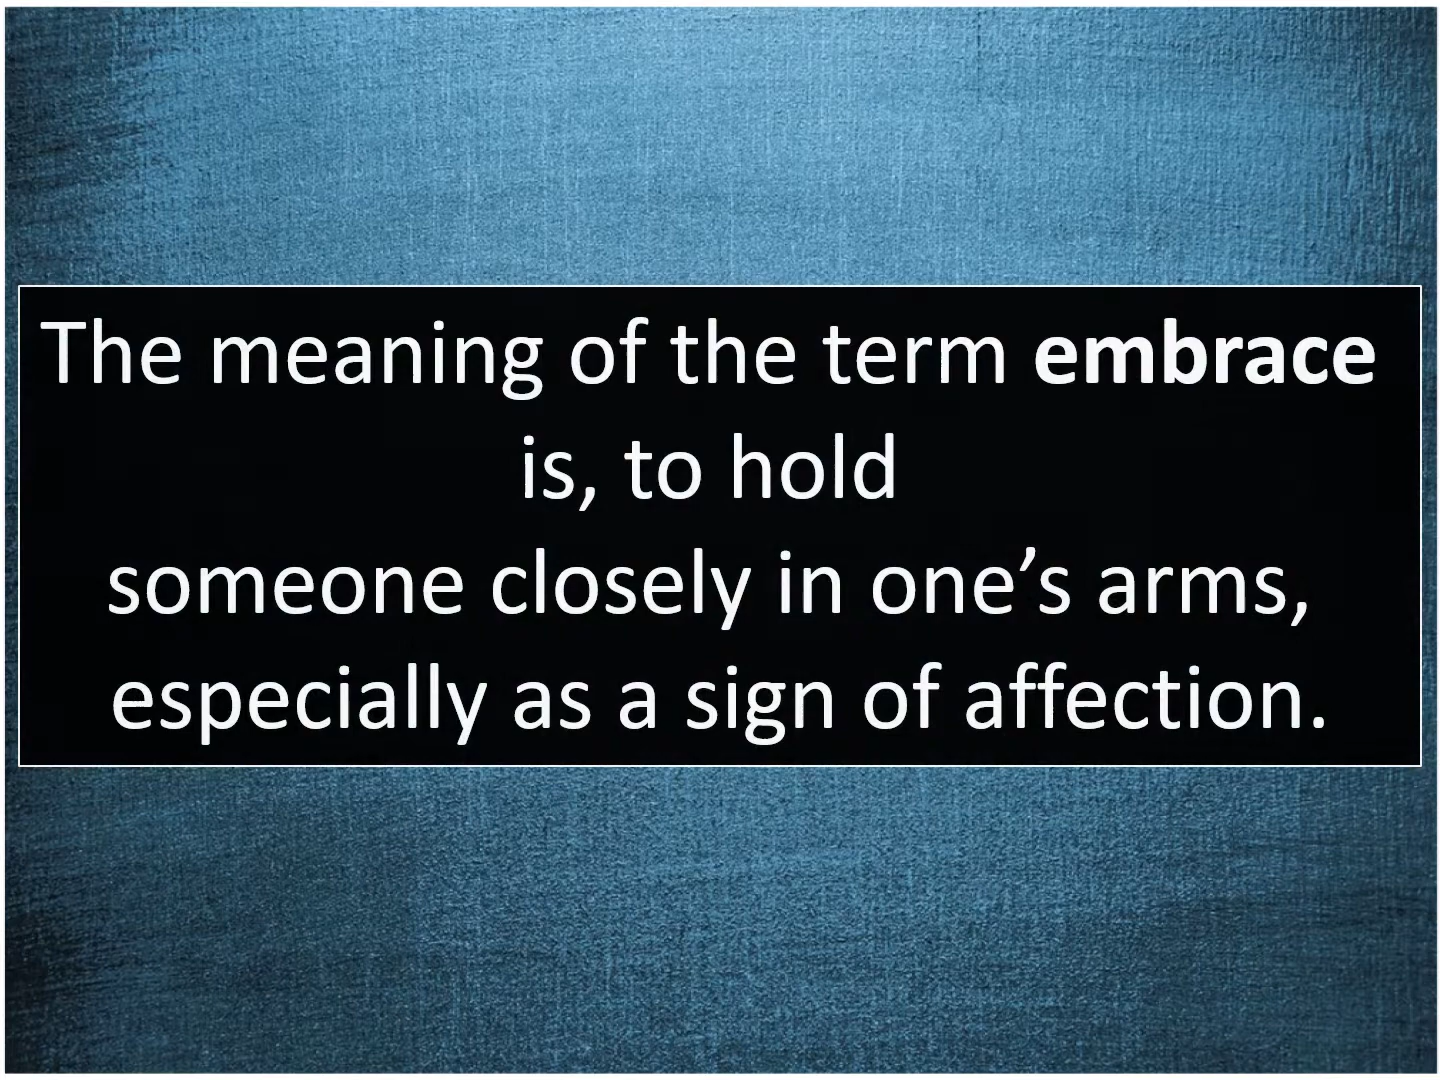 The meaning of the term embrace
is, to hold
someone closely in one’s arms,
especially as a sign of affection.